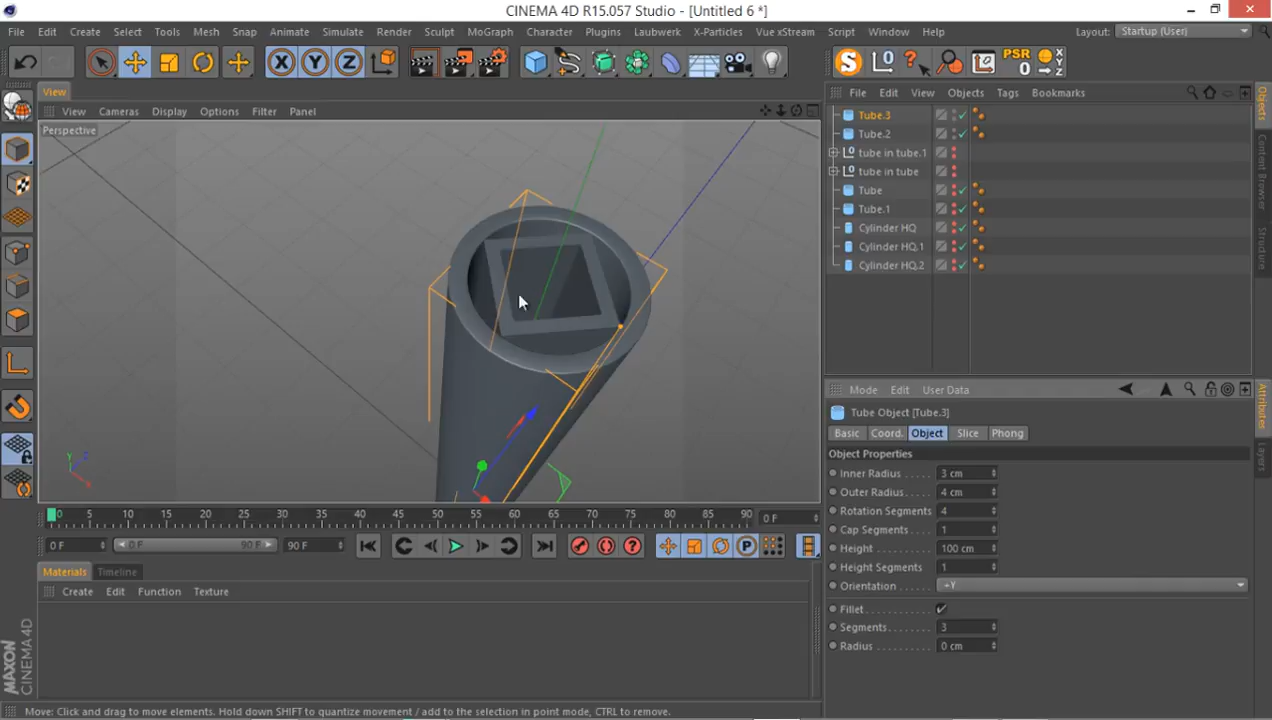 CINEMA 4D R15.057 Studio - [Untitled 6 *]
File Edit Create Select Tools Mesh Snap Animate Simulate Render Sculpt MoGraph Character Plugins Laubwerk X-Particles Vue xStream Script Window Help Layout: Startup (User)
X Y Z
S 0 ? PSR 0 X Y Z
View
View Cameras Display Options Filter Panel
Perspective
Y Z
File Edit View Objects Tags Bookmarks
Tube.3
Tube.2
tube in tube.1
tube in tube
Tube
Tube.1
Cylinder HQ
Cylinder HQ.1
Cylinder HQ.2
Objects
Content Browser
Structure
Mode Edit User Data
Tube Object [Tube.3]
Basic Coord. Object Slice Phong
Object Properties
Inner Radius 3 cm
Outer Radius 4 cm
Rotation Segments 4
Cap Segments 1
Height 100 cm
Height Segments 1
Orientation +Y
Fillet
Segments 3
Radius 0 cm
Attributes
Layers
0 5 10 15 20 25 30 35 40 45 50 55 60 65 70 75 80 85 90 0 F
0 F 0 F 90 F 90 F ? P
Materials Timeline
Create Edit Function Texture
MAXON CINEMA 4D
Move: Click and drag to move elements. Hold down SHIFT to quantize movement / add to the selection in point mode, CTRL to remove.